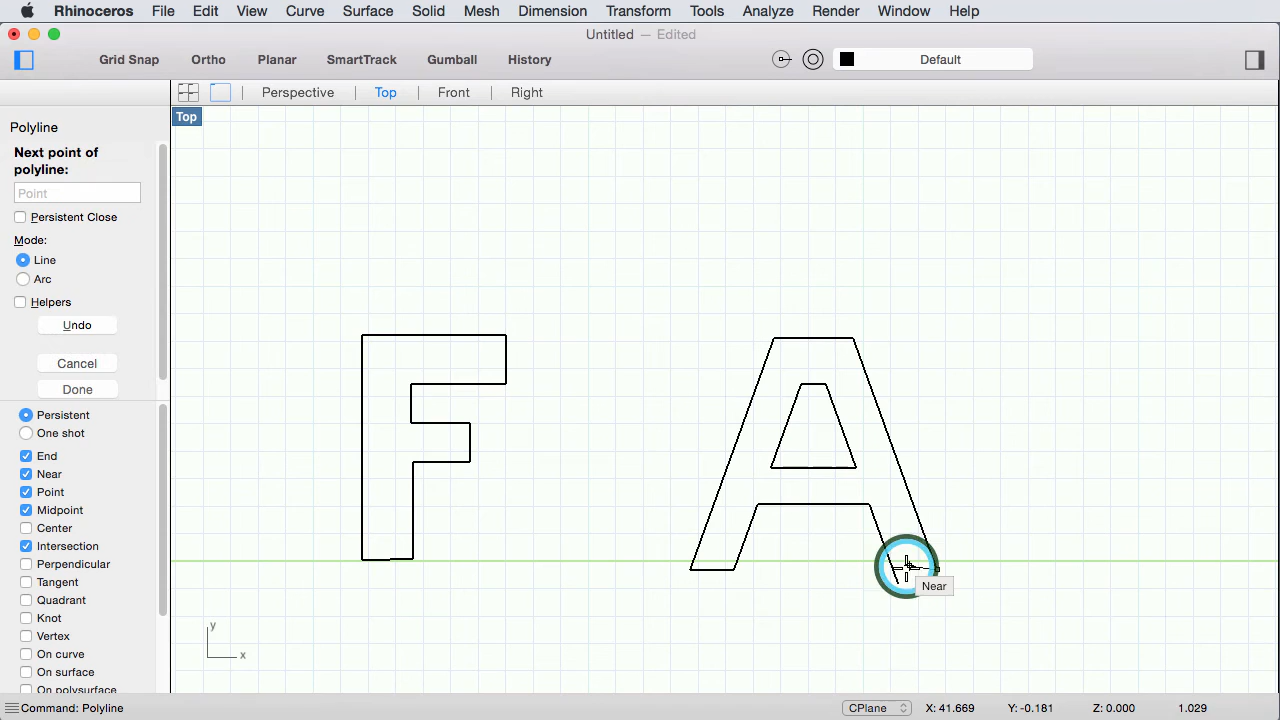 Rhinoceros File Edit View Curve Surface Solid Mesh Dimension Transform Tools Analyze Render Window Help
Untitled — Edited
Grid Snap Ortho Planar SmartTrack Gumball History Default
Perspective Top Front Right
Top
Polyline
Next point of
polyline:
Point
Persistent Close
Mode:
Line
Arc
Helpers
Undo
Cancel
Done
Persistent
One shot
End
Near
Point
Midpoint
Center
Intersection
Perpendicular
Tangent
Quadrant
Knot
Vertex
On curve
On surface
On polysurface
F A
Near
y
x
Command: Polyline CPlane X: 41.669 Y: -0.181 Z: 0.000 1.029